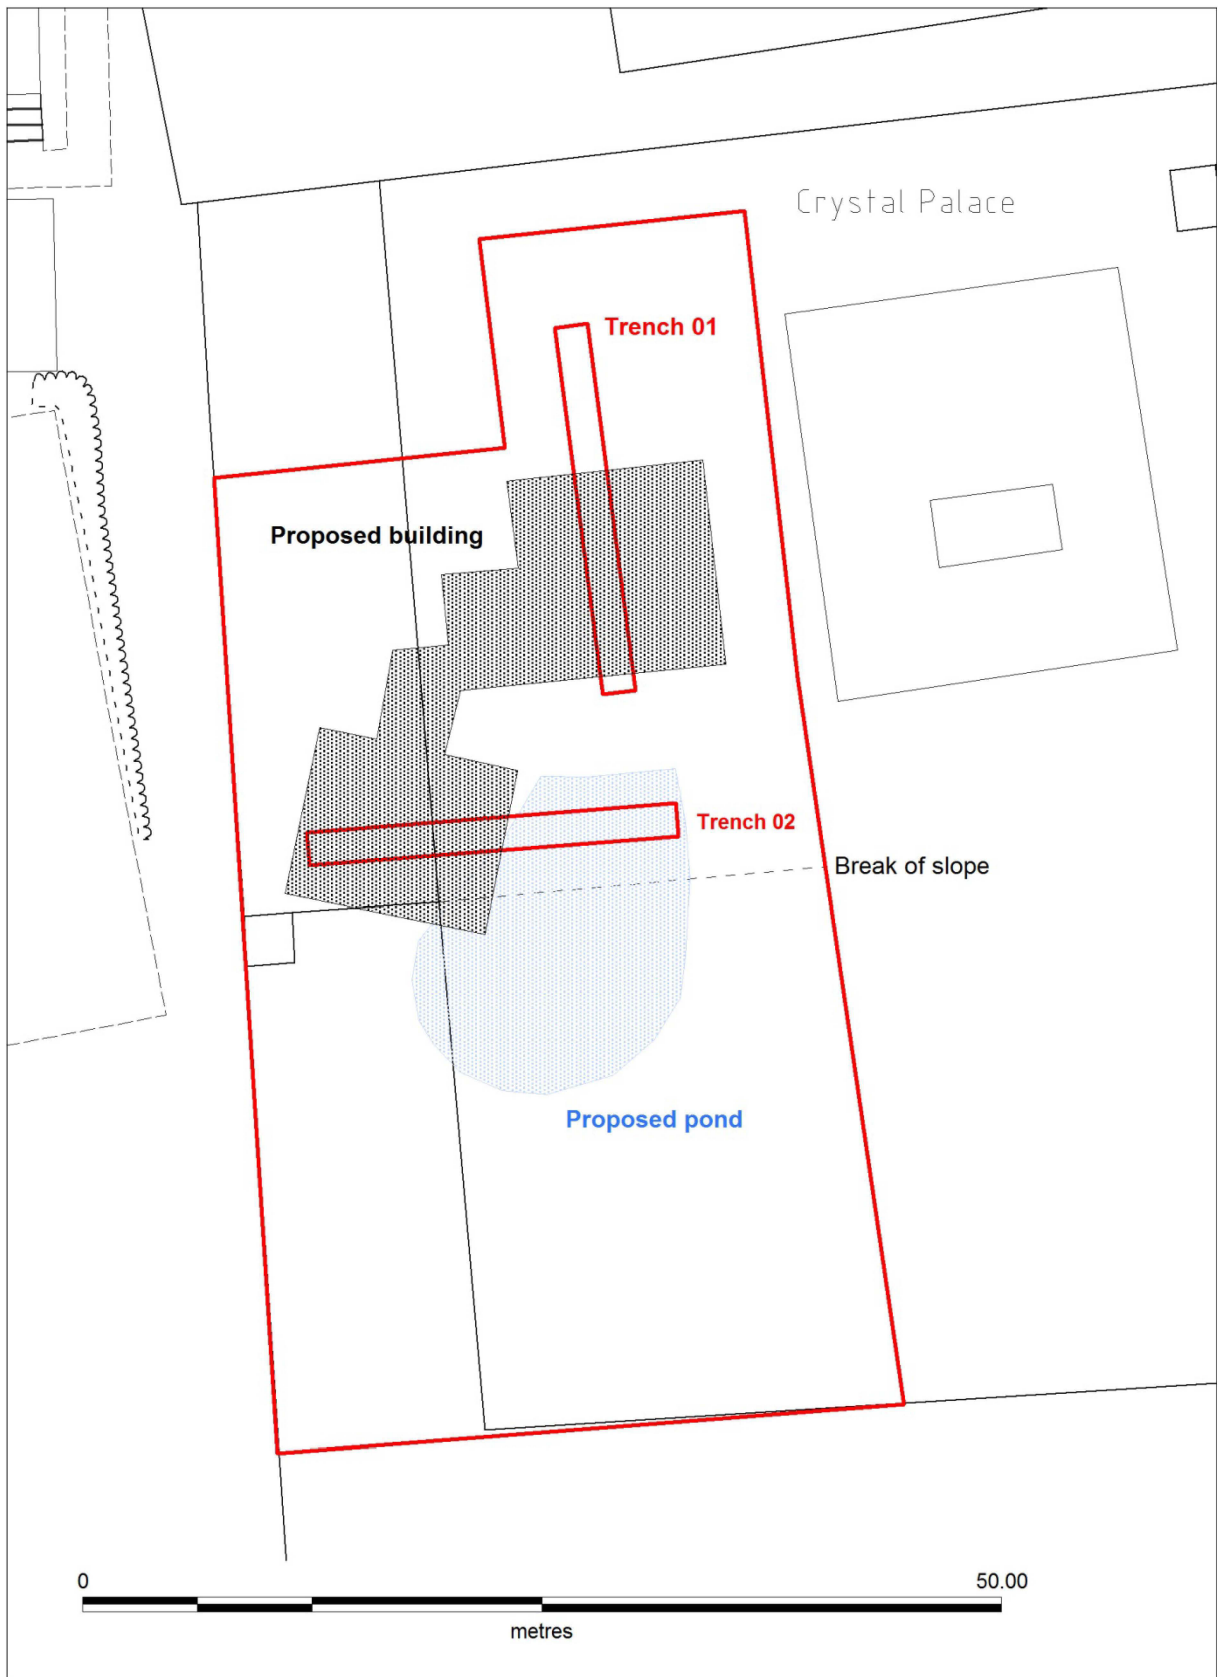 Crystal Palace
Trench 01
Proposed building
Trench 02
Break of slope
Proposed pond
0
50.00
metres